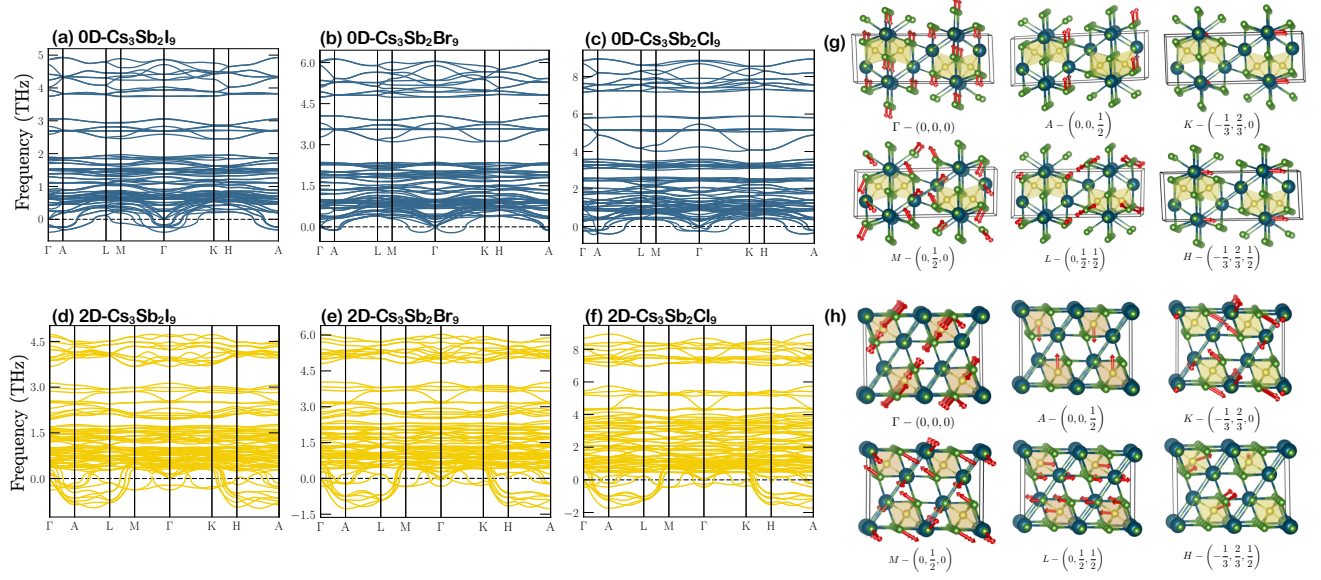 (a) 0D-Cs₃Sb₂I₉
(b) 0D-Cs₃Sb₂Br₉
(c) 0D-Cs₃Sb₂Cl₉
(g)
Frequency (THz)
5
4
3
2
1
0
Γ A L M Γ K H A
6.0
4.5
3.0
1.5
0.0
Γ A L M Γ K H A
8
6
4
2
0
Γ A L M Γ K H A
Γ − (0, 0, 0)
A − (0, 0, 1/2)
K − (−1/3, 2/3, 0)
M − (0, 1/2, 0)
L − (0, 1/2, 1/2)
H − (−1/3, 2/3, 1/2)
(d) 2D-Cs₃Sb₂I₉
(e) 2D-Cs₃Sb₂Br₉
(f) 2D-Cs₃Sb₂Cl₉
(h)
Frequency (THz)
4.5
3.0
1.5
0.0
Γ A L M Γ K H A
6.0
4.5
3.0
1.5
0.0
−1.5
Γ A L M Γ K H A
8
6
4
2
0
−2
Γ A L M Γ K H A
Γ − (0, 0, 0)
A − (0, 0, 1/2)
K − (−1/3, 2/3, 0)
M − (0, 1/2, 0)
L − (0, 1/2, 1/2)
H − (−1/3, 2/3, 1/2)